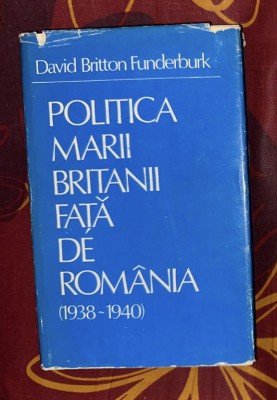 David Britton Funderburk
POLITICA
MARII
BRITANII
FAȚĂ
DE
ROMÂNIA
(1938-1940)